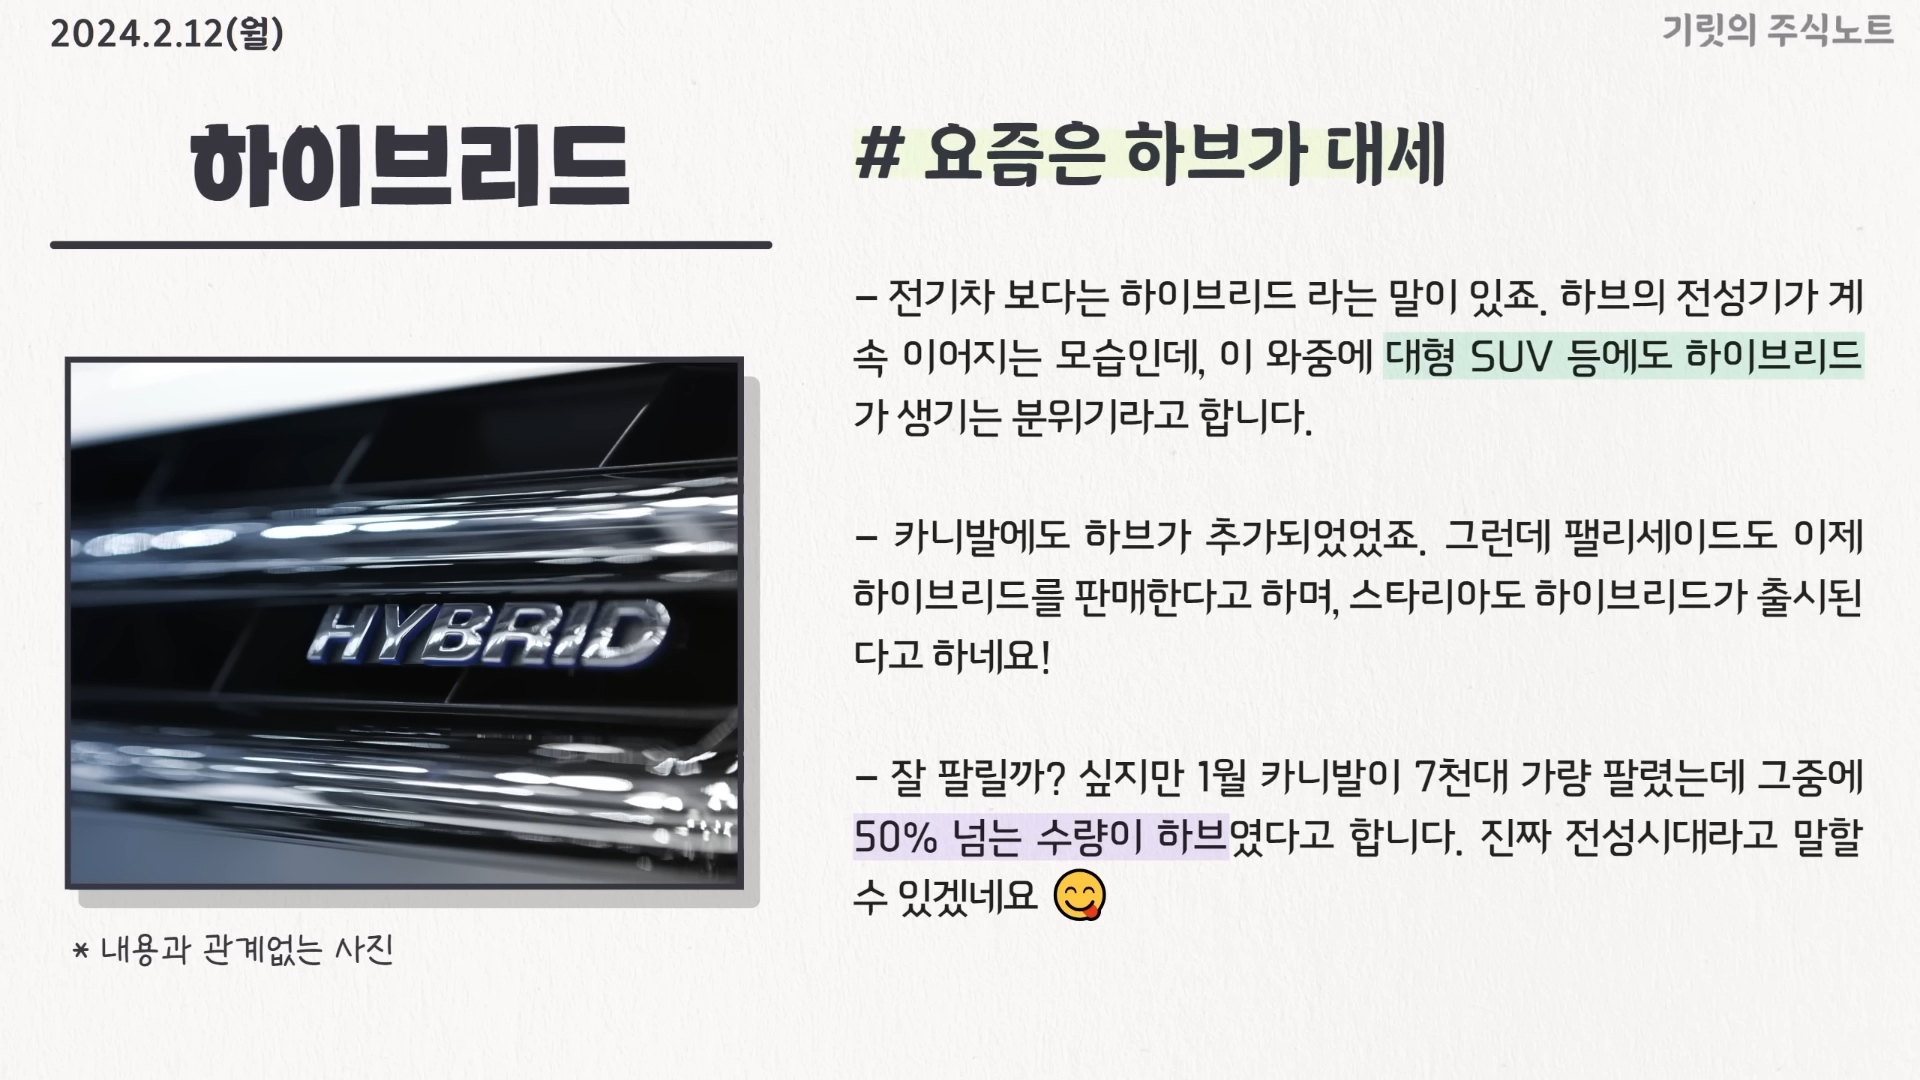 2024.2.12(월)
기릿의 주식노트
하이브리드
HYBRID
* 내용과 관계없는 사진
# 요즘은 하브가 대세
– 전기차 보다는 하이브리드 라는 말이 있죠. 하브의 전성기가 계
속 이어지는 모습인데, 이 와중에 대형 SUV 등에도 하이브리드
가 생기는 분위기라고 합니다.
– 카니발에도 하브가 추가되었었죠. 그런데 팰리세이드도 이제
하이브리드를 판매한다고 하며, 스타리아도 하이브리드가 출시된
다고 하네요!
– 잘 팔릴까? 싶지만 1월 카니발이 7천대 가량 팔렸는데 그중에
50% 넘는 수량이 하브였다고 합니다. 진짜 전성시대라고 말할
수 있겠네요 😋